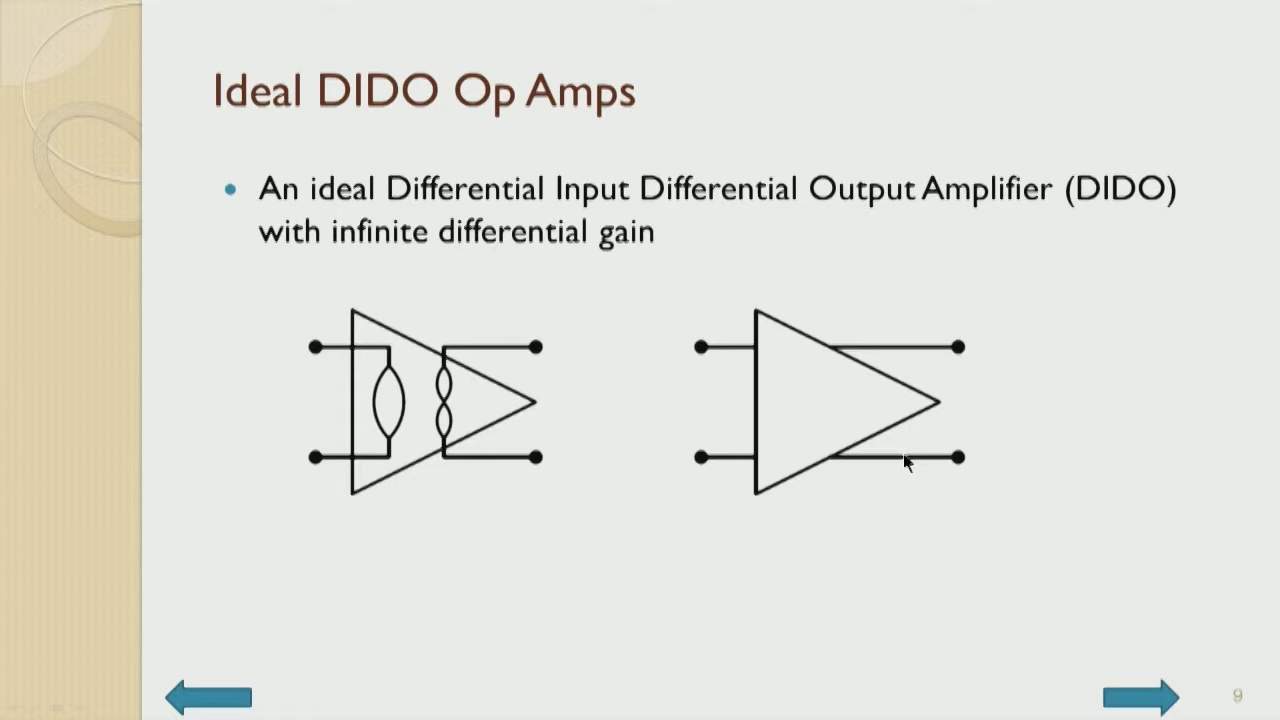 Ideal DIDO Op Amps
An ideal Differential Input Differential Output Amplifier (DIDO)
with infinite differential gain
9